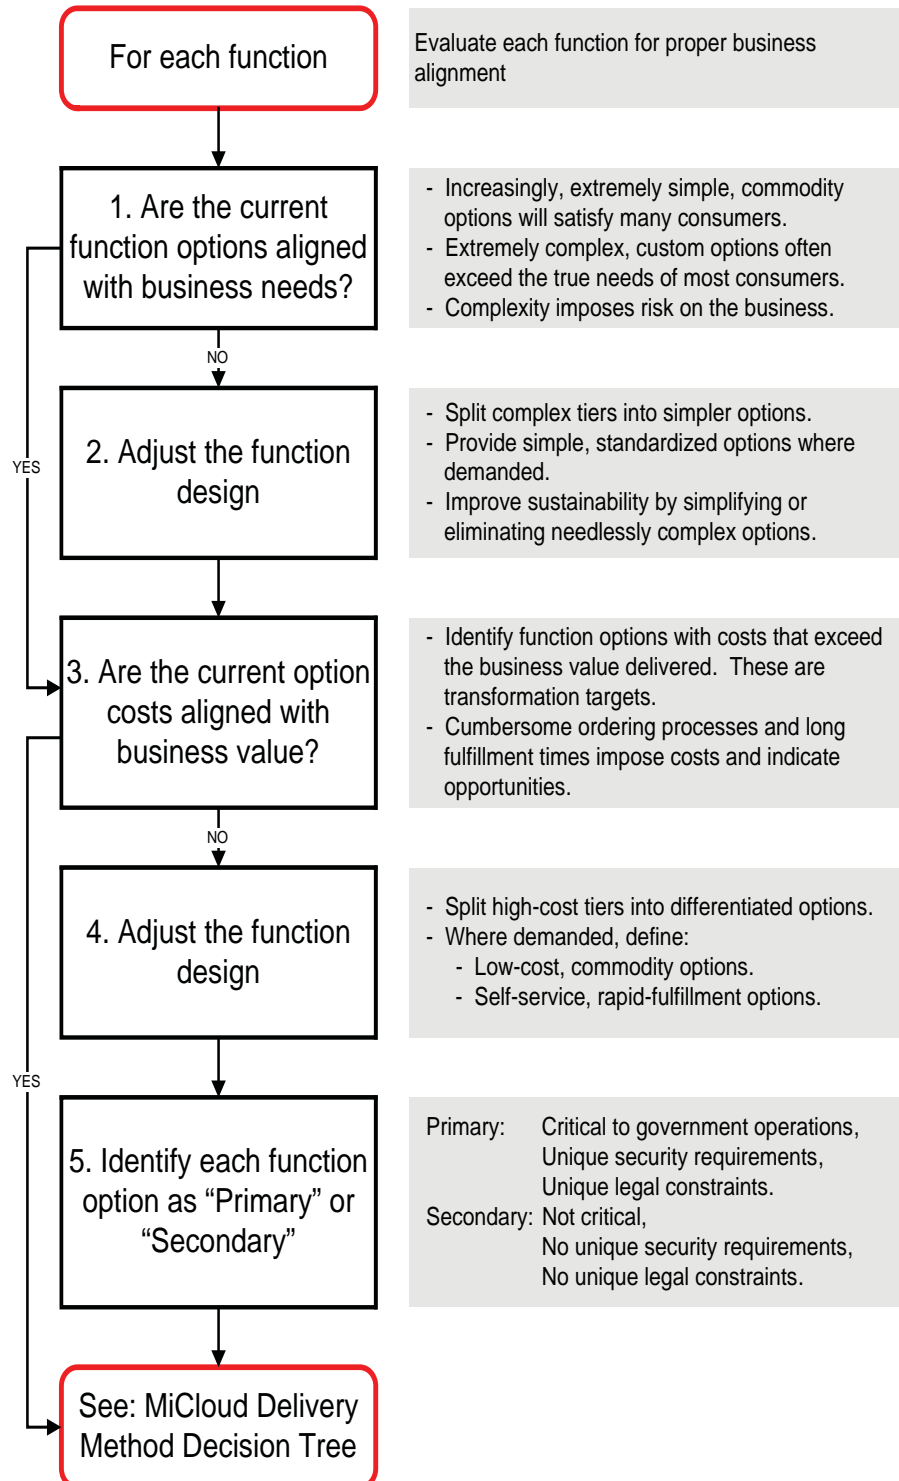 For each function
Evaluate each function for proper business
alignment
1. Are the current
function options aligned
with business needs?
- Increasingly, extremely simple, commodity
options will satisfy many consumers.
- Extremely complex, custom options often
exceed the true needs of most consumers.
- Complexity imposes risk on the business.
NO
YES
2. Adjust the function
design
- Split complex tiers into simpler options.
- Provide simple, standardized options where
demanded.
- Improve sustainability by simplifying or
eliminating needlessly complex options.
3. Are the current option
costs aligned with
business value?
- Identify function options with costs that exceed
the business value delivered.  These are
transformation targets.
- Cumbersome ordering processes and long
fulfillment times impose costs and indicate
opportunities.
NO
YES
4. Adjust the function
design
- Split high-cost tiers into differentiated options.
- Where demanded, define:
- Low-cost, commodity options.
- Self-service, rapid-fulfillment options.
5. Identify each function
option as “Primary” or
“Secondary”
Primary: Critical to government operations,
Unique security requirements,
Unique legal constraints.
Secondary: Not critical,
No unique security requirements,
No unique legal constraints.
See: MiCloud Delivery
Method Decision Tree